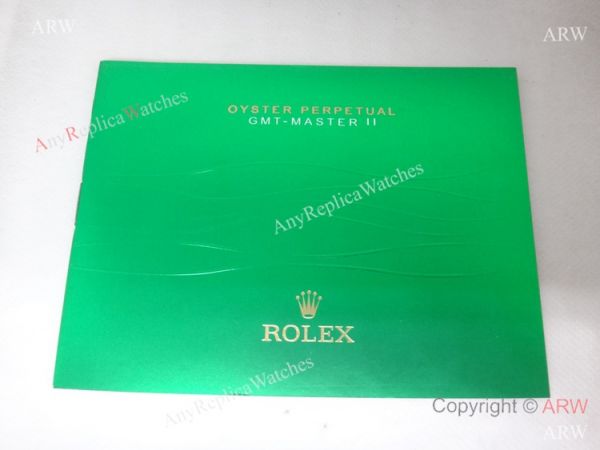 ARW
ARW
AnyReplicaWatches
OYSTER PERPETUAL
GMT-MASTER II
AnyReplicaWatches
ROLEX
AnyReplicaWatches
Copyright © ARW
ARW